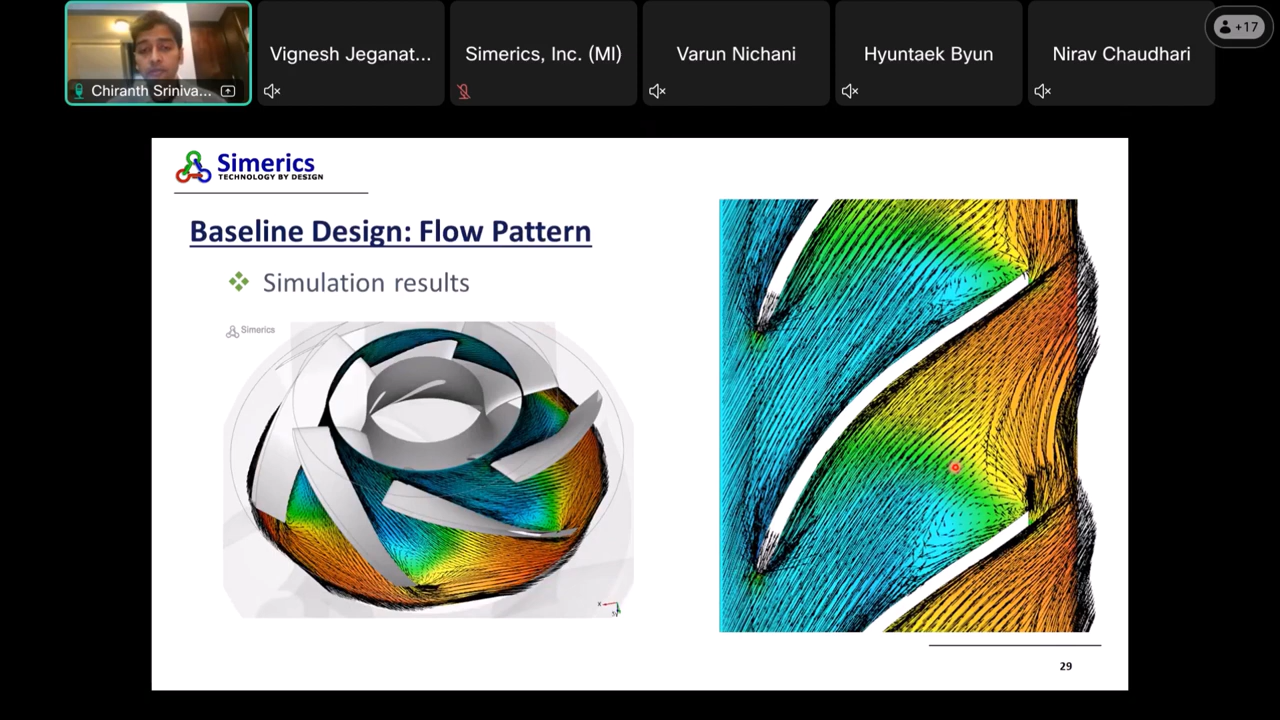 Chiranth Sriniva...
Vignesh Jeganat...
Simerics, Inc. (MI)
Varun Nichani
Hyuntaek Byun
Nirav Chaudhari
+17
Simerics
TECHNOLOGY BY DESIGN
Baseline Design: Flow Pattern
Simulation results
Simerics
X
29